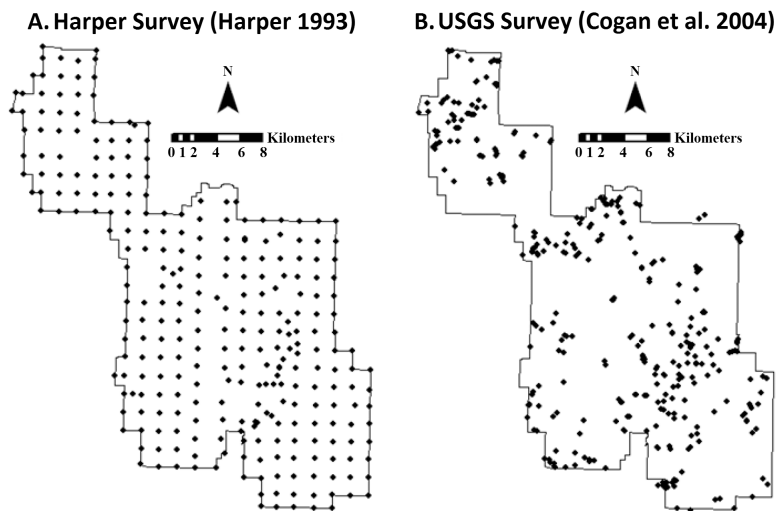 A. Harper Survey (Harper 1993)
B. USGS Survey (Cogan et al. 2004)
N
Kilometers
0 1 2 4 6 8
N
Kilometers
0 1 2 4 6 8